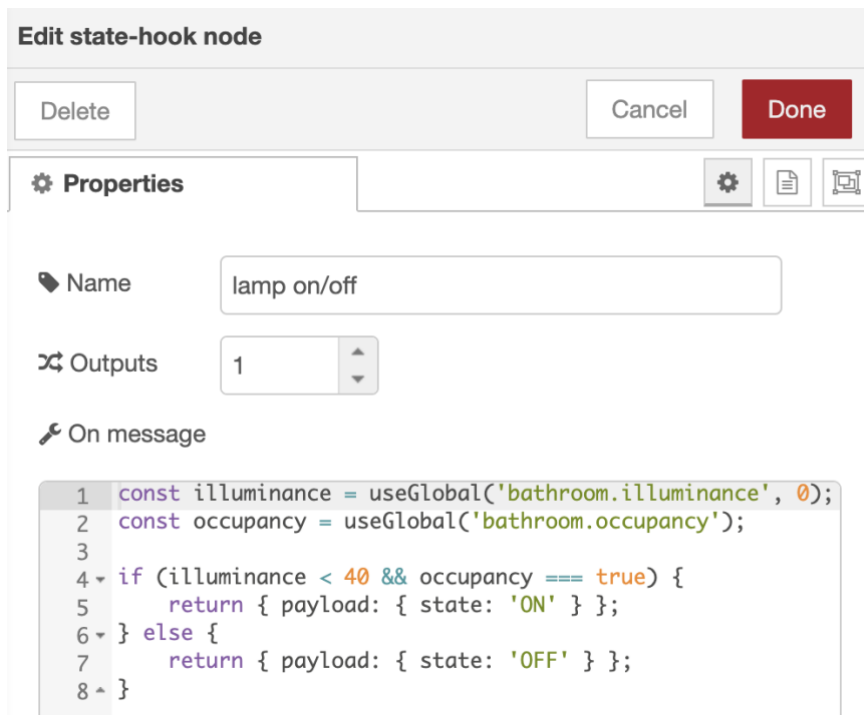 Edit state-hook node
Delete
Cancel
Done
Properties
Name
lamp on/off
Outputs
1
On message
1 const illuminance = useGlobal('bathroom.illuminance', 0);
2 const occupancy = useGlobal('bathroom.occupancy');
3
4 if (illuminance < 40 && occupancy === true) {
5     return { payload: { state: 'ON' } };
6 } else {
7     return { payload: { state: 'OFF' } };
8 }